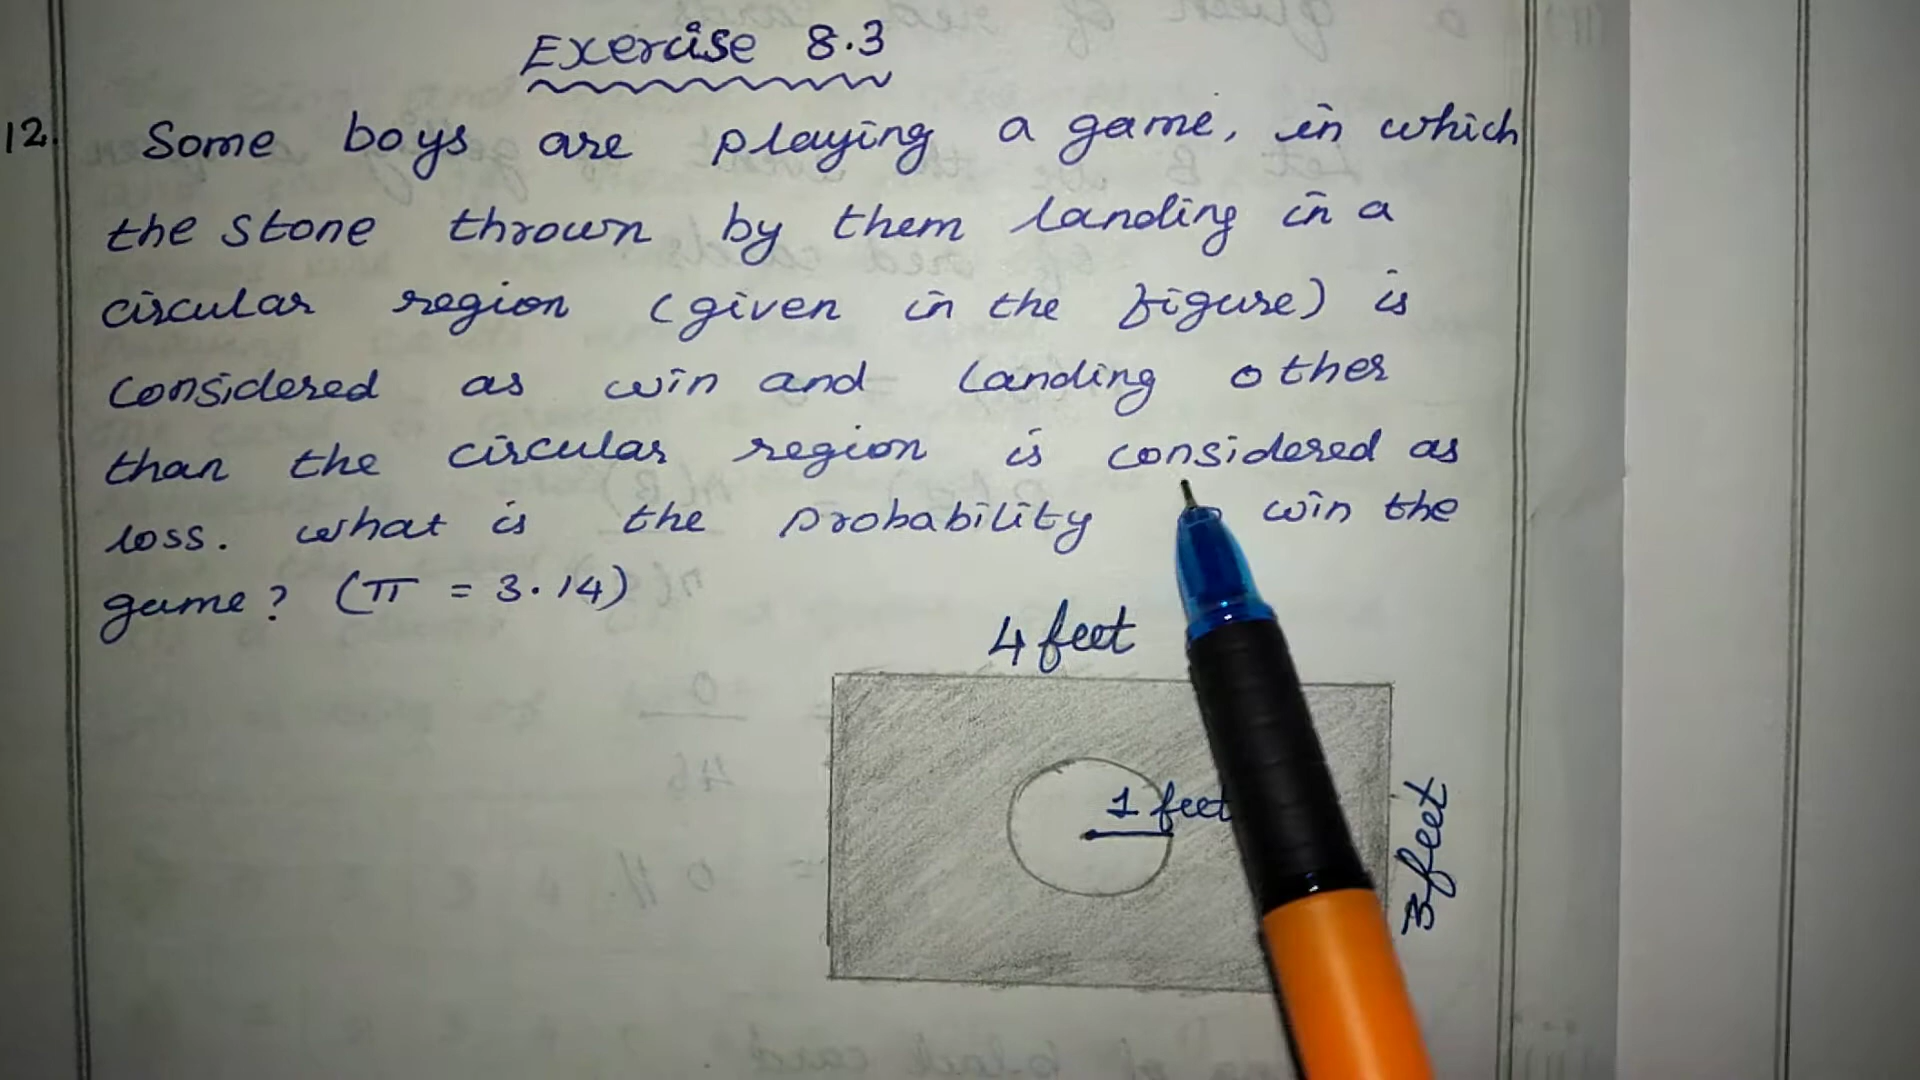 Exercise 8.3
12. Some boys are playing a game, in which
the stone thrown by them landing in a
circular region (given in the figure) is
considered as win and landing other
than the circular region is considered as
loss. what is the probability win the
game? (π = 3.14)
4 feet
1 feet
3 feet